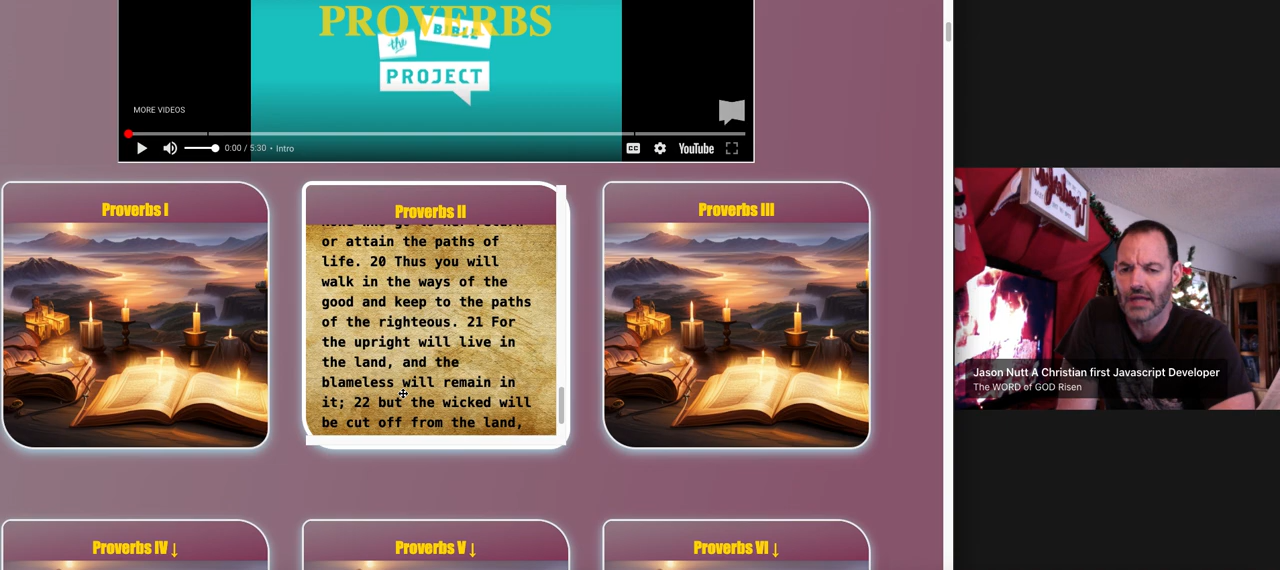 PROVERBS
the BIBLE
PROJECT
MORE VIDEOS
0:00 / 5:30 • Intro
CC
YouTube
Proverbs I
Proverbs II
Proverbs III
or attain the paths of
life. 20 Thus you will
walk in the ways of the
good and keep to the paths
of the righteous. 21 For
the upright will live in
the land, and the
blameless will remain in
it; 22 but the wicked will
be cut off from the land,
Proverbs IV ↓
Proverbs V ↓
Proverbs VI ↓
Jason Nutt A Christian first Javascript Developer
The WORD of GOD Risen